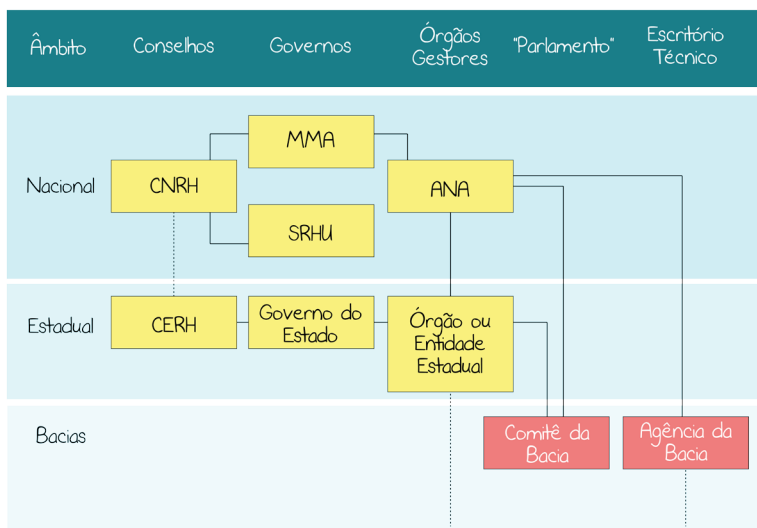 Âmbito
Conselhos
Governos
Órgãos
Gestores
"Parlamento"
Escritório
Técnico
Nacional
CNRH
MMA
SRHU
ANA
Estadual
CERH
Governo do
Estado
Órgão ou
Entidade
Estadual
Bacias
Comitê da
Bacia
Agência da
Bacia